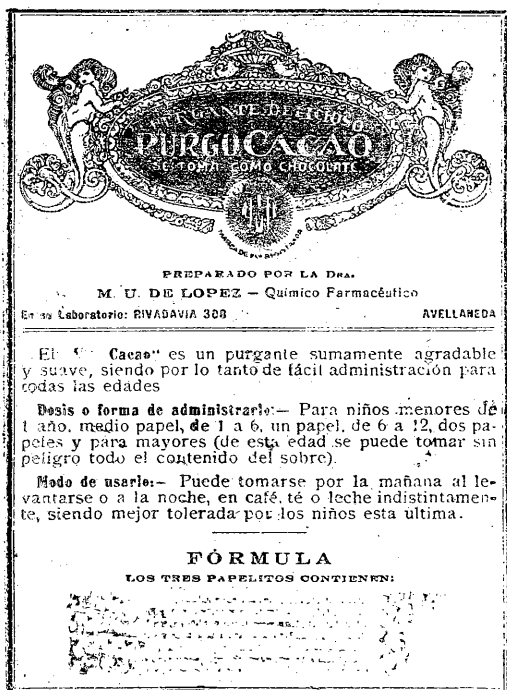 PURGANTE DELICIOSO
PURGO CACAO
SE TOMA COMO CHOCOLATE
PREPARADO POR LA DRA.
M. U. DE LOPEZ — Químico Farmacéutico
En su Laboratorio: RIVADAVIA 308 AVELLANEDA
El Cacao" es un purgante sumamente agradable
y suave, siendo por lo tanto de fácil administración para
todas las edades
Dosis o forma de administrarlo:— Para niños menores de
1 año, medio papel, de 1 a 6, un papel, de 6 a 12, dos pa-
peles y para mayores (de esta edad se puede tomar sin
peligro todo el contenido del sobre).
Modo de usarlo:— Puede tomarse por la mañana al le-
vantarse o a la noche, en café, té o leche indistintamen-
te, siendo mejor tolerada por los niños esta última.
FÓRMULA
LOS TRES PAPELITOS CONTIENEN: